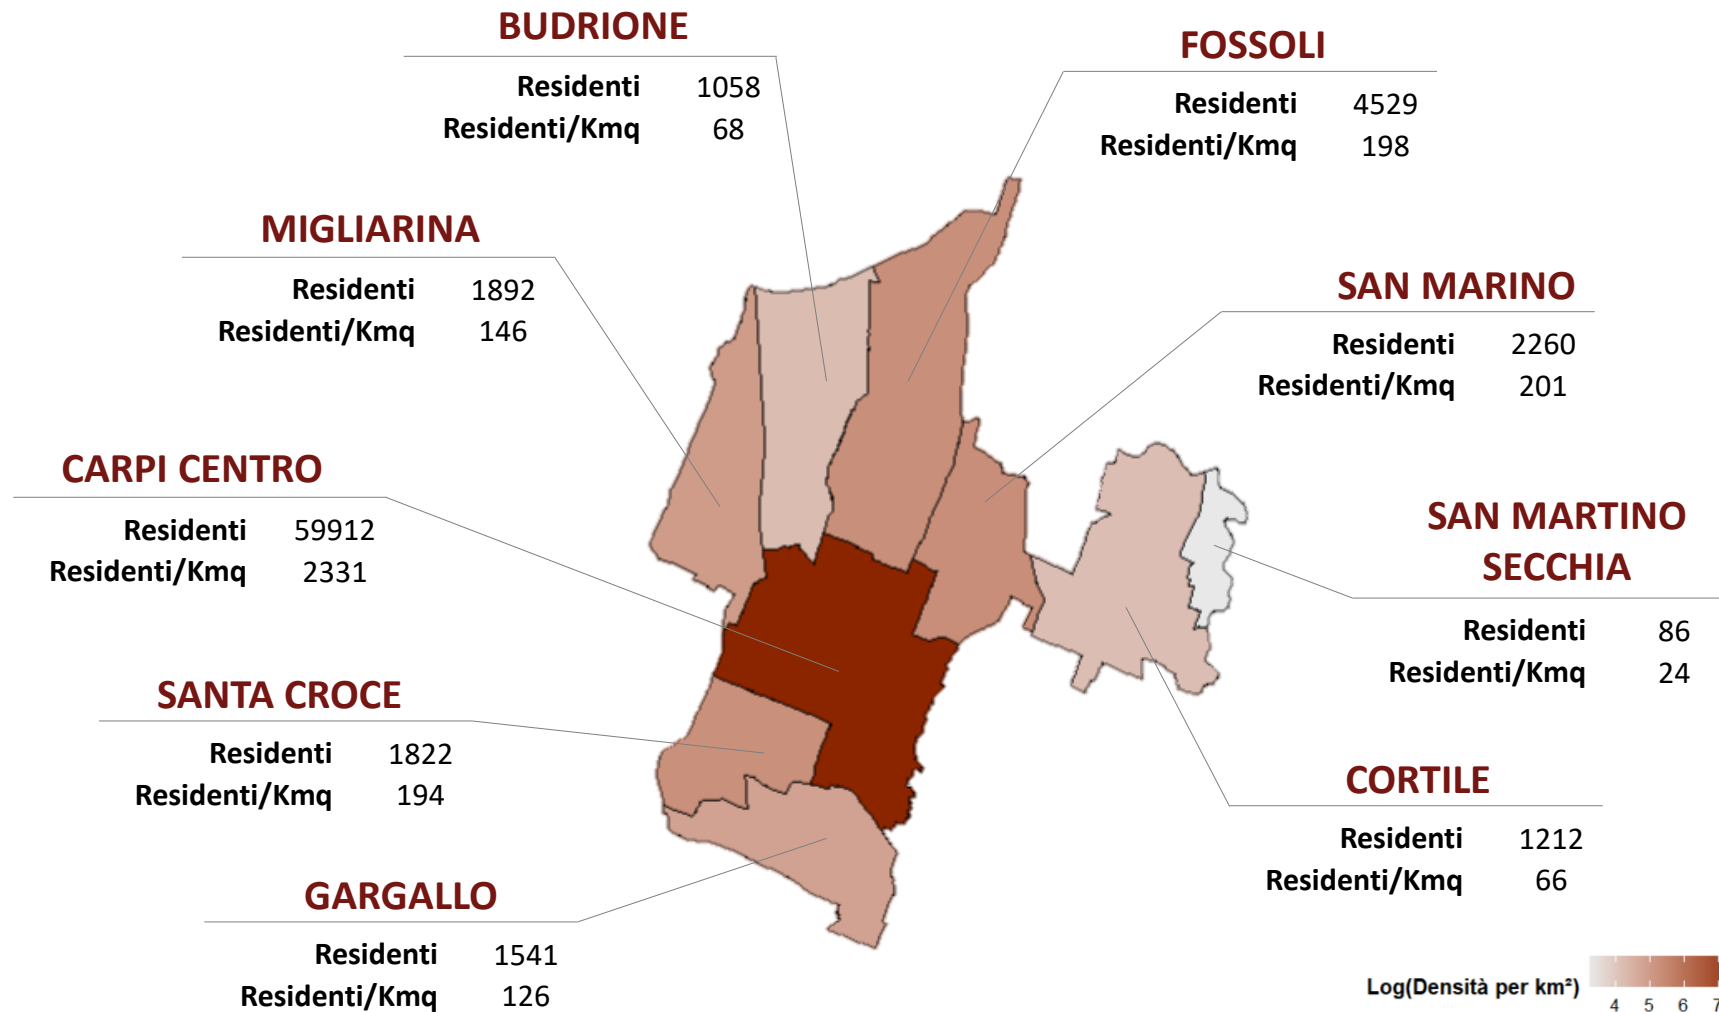 BUDRIONE
Residenti 1058
Residenti/Kmq 68
FOSSOLI
Residenti 4529
Residenti/Kmq 198
MIGLIARINA
Residenti 1892
Residenti/Kmq 146
SAN MARINO
Residenti 2260
Residenti/Kmq 201
CARPI CENTRO
Residenti 59912
Residenti/Kmq 2331
SAN MARTINO
SECCHIA
Residenti 86
Residenti/Kmq 24
SANTA CROCE
Residenti 1822
Residenti/Kmq 194
CORTILE
Residenti 1212
Residenti/Kmq 66
GARGALLO
Residenti 1541
Residenti/Kmq 126
Log(Densità per km²)
4 5 6 7